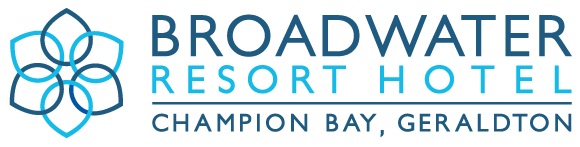 BROADWATER
RESORT HOTEL
CHAMPION BAY, GERALDTON